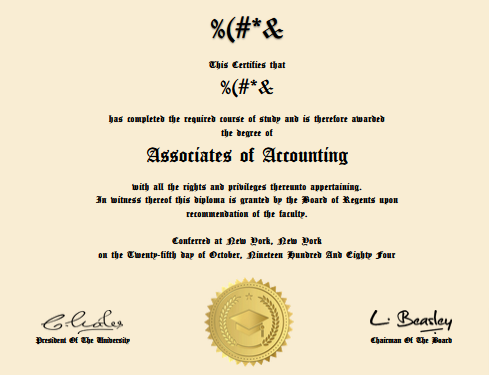 %(#*&
This Certifies that
%(#*&
has completed the required course of study and is therefore awarded
the degree of
Associates of Accounting
with all the rights and privileges thereunto appertaining.
In witness thereof this diploma is granted by the Board of Regents upon
recommendation of the faculty.
Conferred at New York, New York
on the Twenty-fifth day of October, Nineteen Hundred And Eighty Four
L. Beasley
President Of The University
Chairman Of The Board